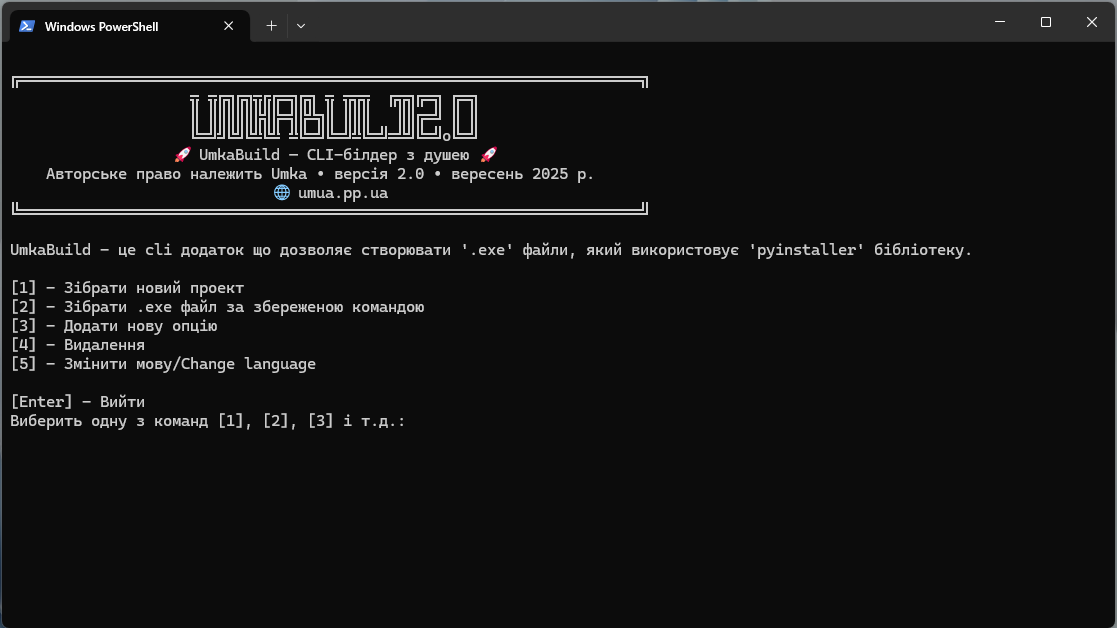 Windows PowerShell
UMKABUILD 2.0
🚀 UmkaBuild — CLI-білдер з душею 🚀
Авторське право належить Umka • версія 2.0 • вересень 2025 р.
🌐 umua.pp.ua
UmkaBuild — це cli додаток що дозволяє створювати '.exe' файли, який використовує 'pyinstaller' бібліотеку.
[1] — Зібрати новий проект
[2] — Зібрати .exe файл за збереженою командою
[3] — Додати нову опцію
[4] — Видалення
[5] — Змінити мову/Change language
[Enter] — Вийти
Виберить одну з команд [1], [2], [3] і т.д.: